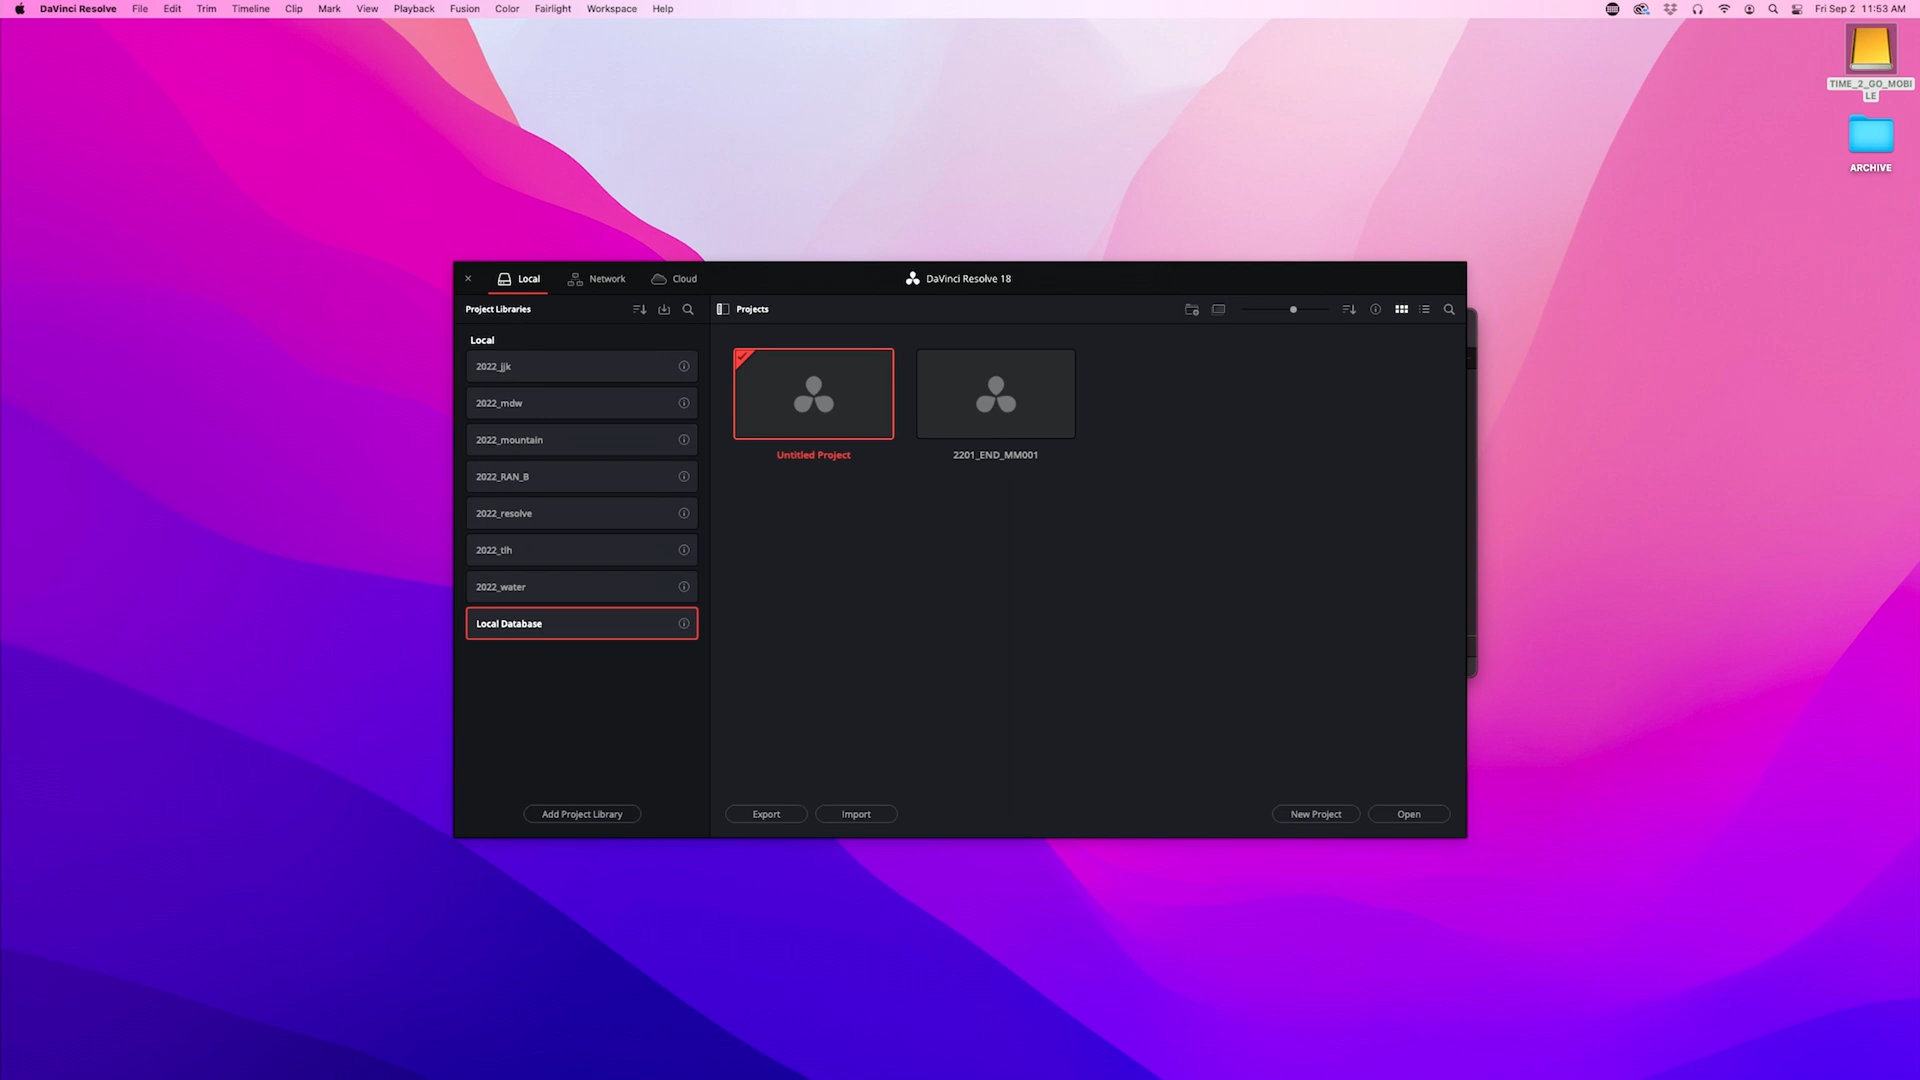 DaVinci Resolve File Edit Trim Timeline Clip Mark View Playback Fusion Color Fairlight Workspace Help Fri Sep 2 11:53 AM
TIME_2_GO_MOBI
LE
ARCHIVE
Local Network Cloud DaVinci Resolve 18
Project Libraries
Projects
Local
2022_jjk
2022_mdw
2022_mountain
2022_RAN_B
2022_resolve
2022_tlh
2022_water
Local Database
Add Project Library
Untitled Project
2201_END_MM001
Export Import New Project Open